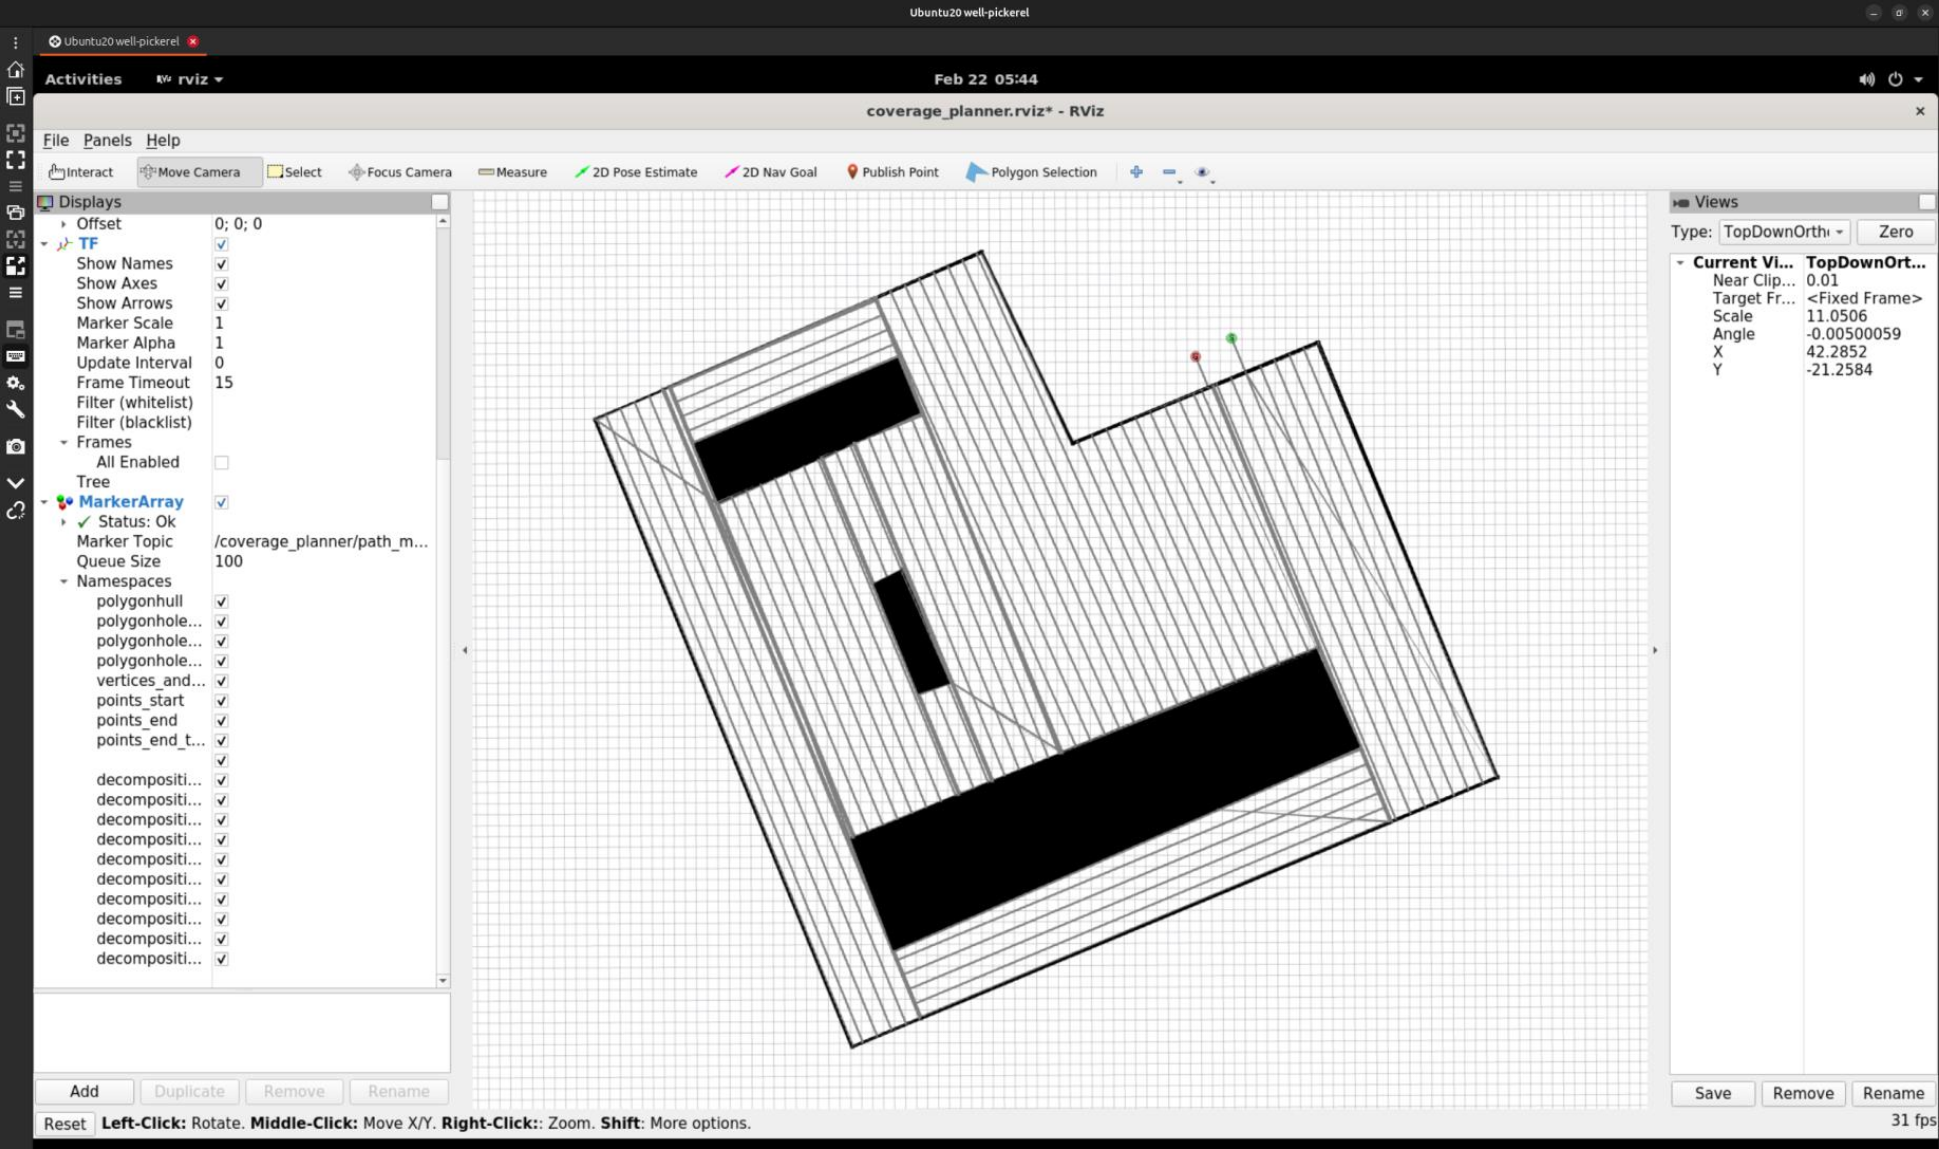 Ubuntu20 well-pickerel
Ubuntu20 well-pickerel
Activities rviz Feb 22 05:44
coverage_planner.rviz* - RViz
File Panels Help
Interact Move Camera Select Focus Camera Measure 2D Pose Estimate 2D Nav Goal Publish Point Polygon Selection
Displays
Offset 0; 0; 0
TF
Show Names
Show Axes
Show Arrows
Marker Scale 1
Marker Alpha 1
Update Interval 0
Frame Timeout 15
Filter (whitelist)
Filter (blacklist)
Frames
All Enabled
Tree
MarkerArray
Status: Ok
Marker Topic /coverage_planner/path_m...
Queue Size 100
Namespaces
polygonhull
polygonhole...
polygonhole...
polygonhole...
vertices_and...
points_start
points_end
points_end_t...
decompositi...
decompositi...
decompositi...
decompositi...
decompositi...
decompositi...
decompositi...
decompositi...
decompositi...
decompositi...
Add Duplicate Remove Rename
Reset Left-Click: Rotate. Middle-Click: Move X/Y. Right-Click:: Zoom. Shift: More options.
Views
Type: TopDownOrth Zero
Current Vi... TopDownOrt...
Near Clip... 0.01
Target Fr... <Fixed Frame>
Scale 11.0506
Angle -0.00500059
X 42.2852
Y -21.2584
Save Remove Rename
31 fps